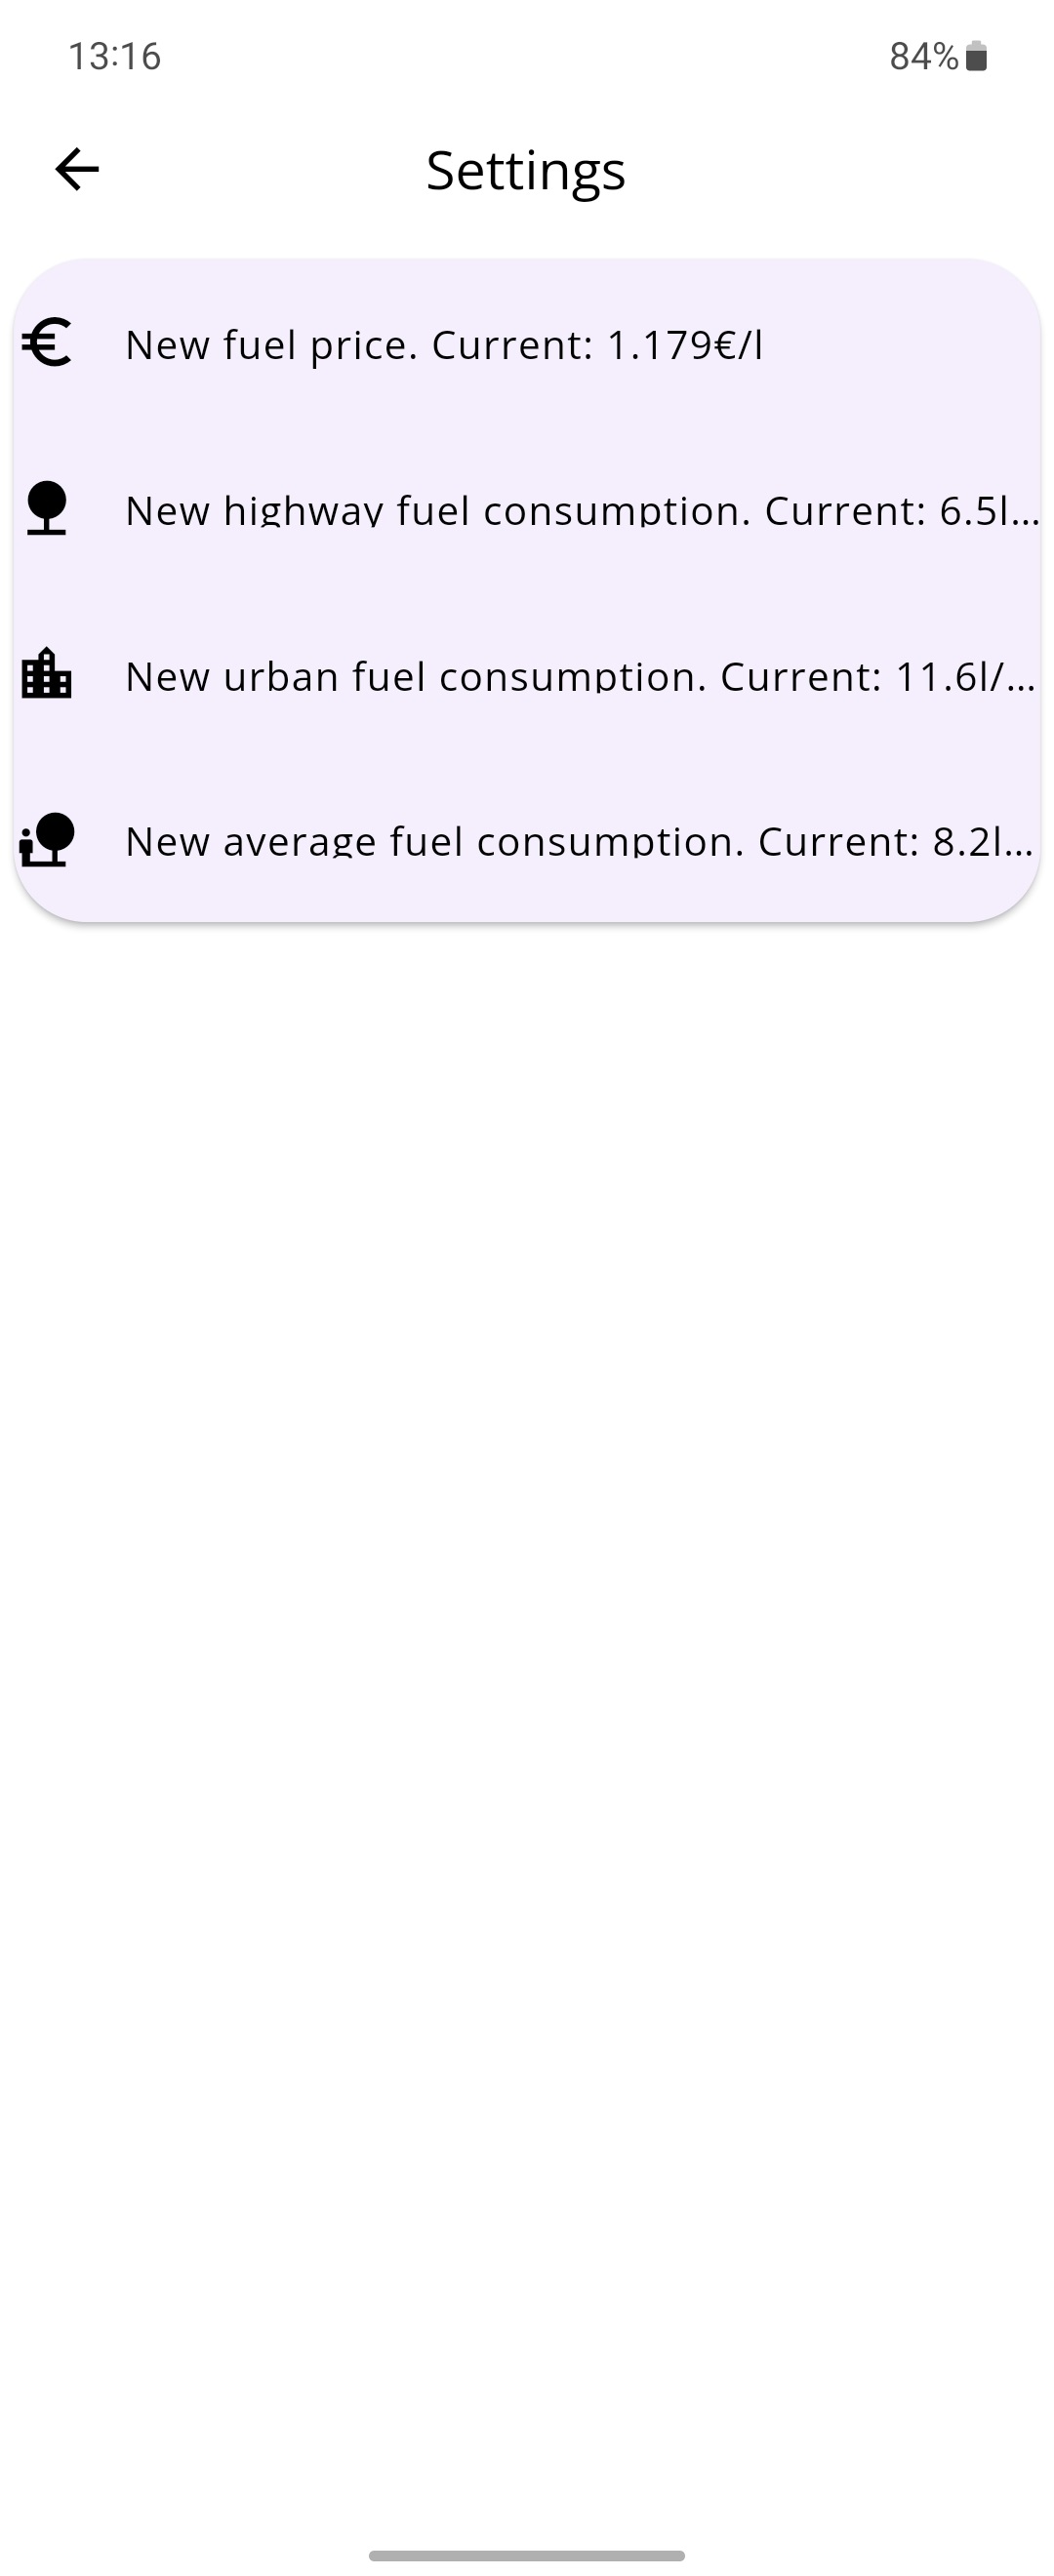 13:16
84%
Settings
New fuel price. Current: 1.179€/l
New highway fuel consumption. Current: 6.5l...
New urban fuel consumption. Current: 11.6l/...
New average fuel consumption. Current: 8.2l...